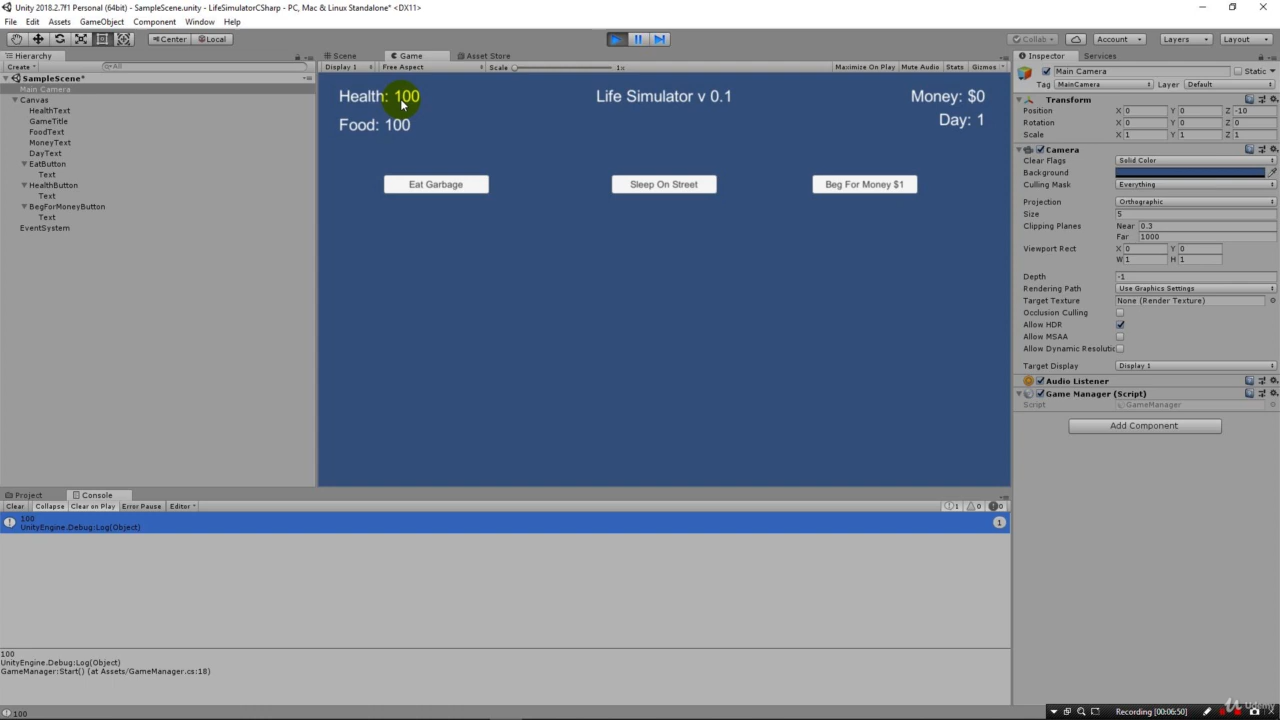 Unity 2018.2.7f1 Personal (64bit) - SampleScene.unity - LifeSimulatorCSharp - PC, Mac & Linux Standalone* <DX11>
File Edit Assets GameObject Component Window Help
Center Local
Collab Account Layers Layout
Hierarchy
Scene Game Asset Store
Inspector Services
Create All
Display 1 Free Aspect Scale 1x Maximize On Play Mute Audio Stats Gizmos
SampleScene*
Main Camera
Canvas
HealthText
GameTitle
FoodText
MoneyText
DayText
EatButton
Text
HealthButton
Text
BegForMoneyButton
Text
EventSystem
Health: 100
Life Simulator v 0.1
Money: $0
Food: 100
Day: 1
Eat Garbage
Sleep On Street
Beg For Money $1
Main Camera Static
Tag MainCamera Layer Default
Transform
Position X 0 Y 0 Z -10
Rotation X 0 Y 0 Z 0
Scale X 1 Y 1 Z 1
Camera
Clear Flags Solid Color
Background
Culling Mask Everything
Projection Orthographic
Size 5
Clipping Planes Near 0.3
Far 1000
Viewport Rect X 0 Y 0
W 1 H 1
Depth -1
Rendering Path Use Graphics Settings
Target Texture None (Render Texture)
Occlusion Culling
Allow HDR
Allow MSAA
Allow Dynamic Resolutic
Target Display Display 1
Audio Listener
Game Manager (Script)
Script GameManager
Add Component
Project Console
Clear Collapse Clear on Play Error Pause Editor 1 0 0
100
UnityEngine.Debug:Log(Object)
1
100
UnityEngine.Debug:Log(Object)
GameManager:Start() (at Assets/GameManager.cs:18)
100
Recording [00:06:50]
Udemy